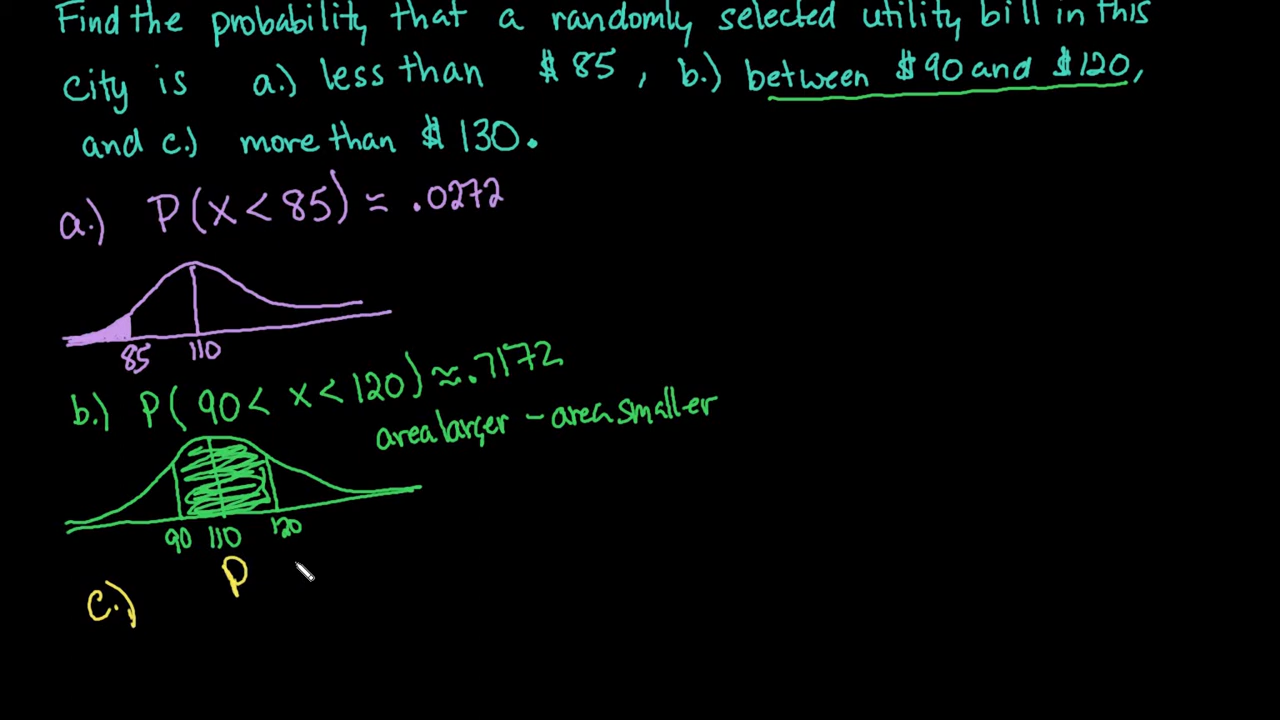 Find the probability that a randomly selected utility bill in this
city is a.) less than $85, b.) between $90 and $120,
and c.) more than $130.
a.) P(x < 85) ≈ .0272
85 110
b.) P(90 < x < 120) ≈ .7172
area larger - area smaller
90 110 120
c.) P